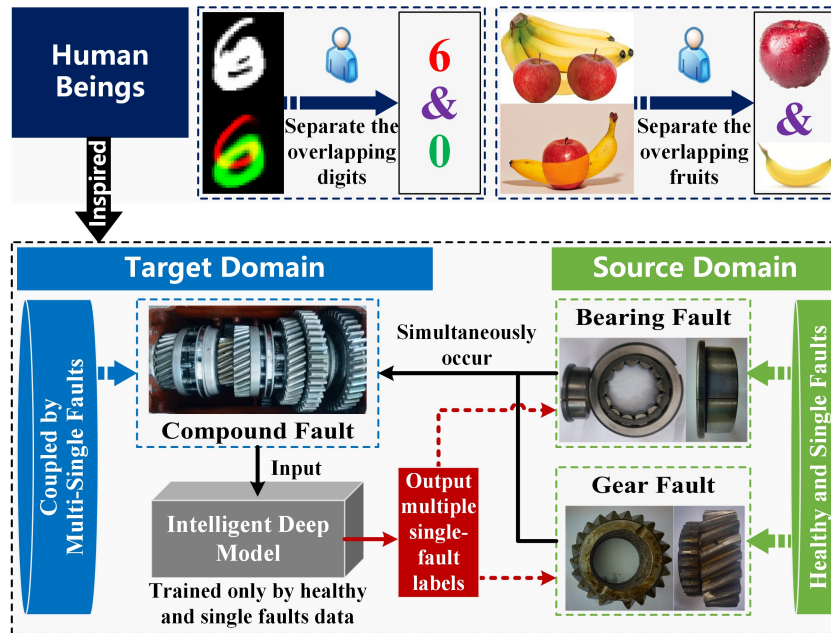 Human
Beings
Separate the
overlapping
digits
6
&
0
Separate the
overlapping
fruits
&
Inspired
Target Domain
Source Domain
Coupled by
Multi-Single Faults
Compound Fault
Simultaneously
occur
Bearing Fault
Gear Fault
Healthy and Single Faults
Input
Intelligent Deep
Model
Trained only by healthy
and single faults data
Output
multiple
single-
fault
labels